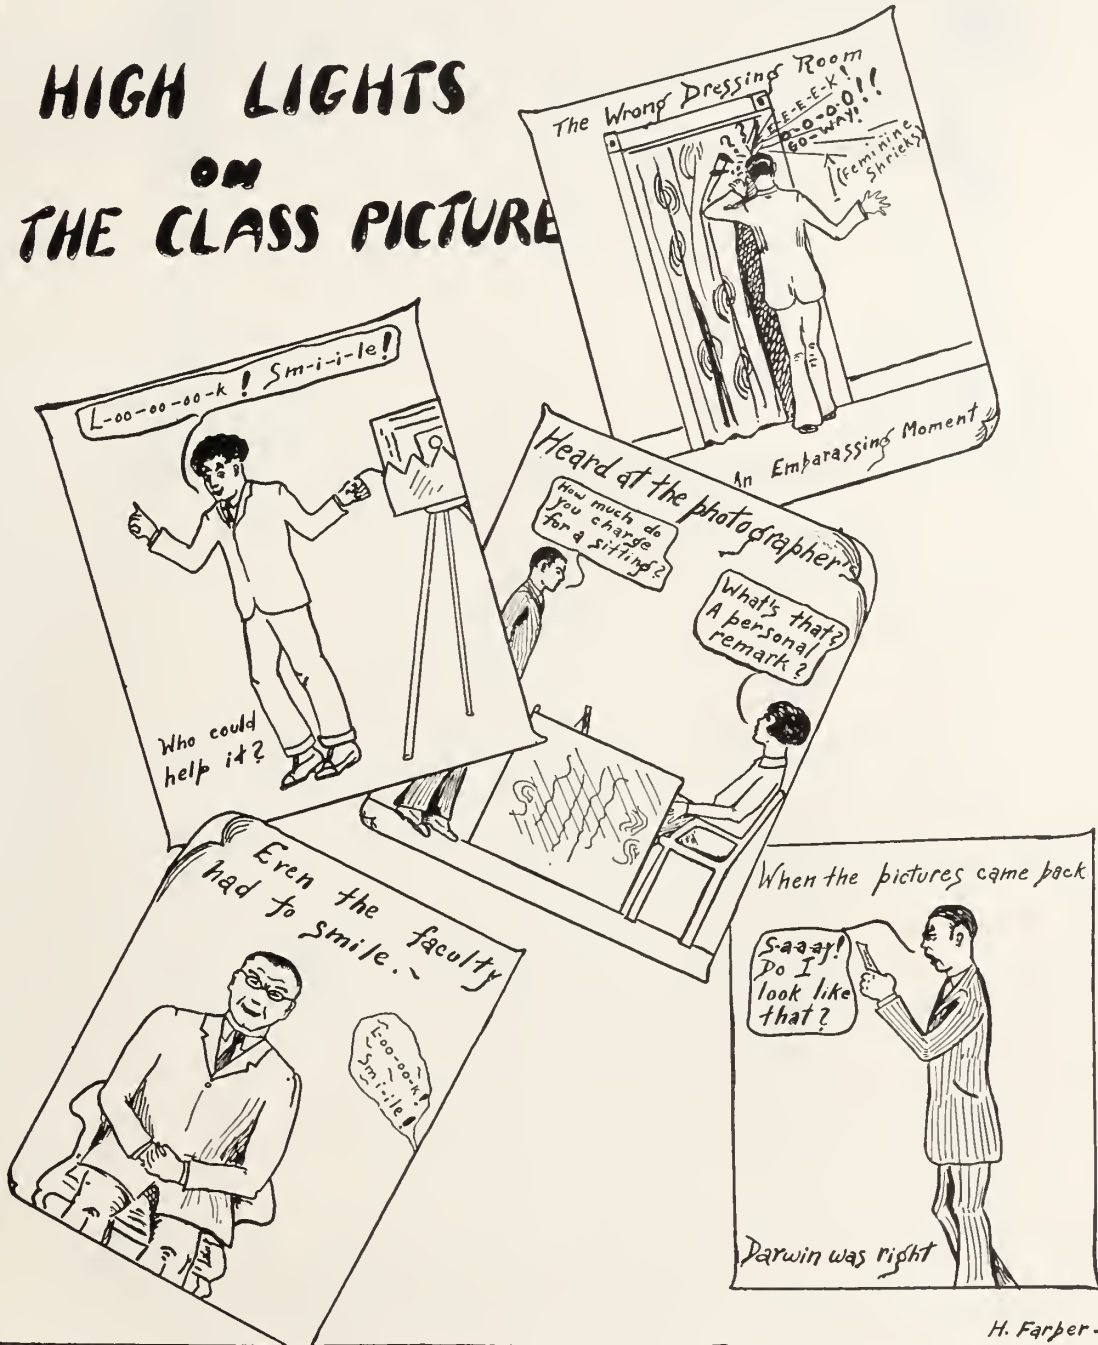 HIGH LIGHTS
ON
THE CLASS PICTURE
The Wrong Dressing Room
E-E-E-E-K!
O-O-O-O!!!
GO-WAY!!
(Feminine
Shrieks)
An Embarassing Moment
L-oo-oo-oo-k! Sm-i-i-le!
Who could
help it?
Heard at the photographer's
How much do
you charge
for a sitting?
What's that?
A personal
remark?
Even the faculty
had to smile.~
L-oo-oo-k!
Sm-i-ile!
When the pictures came back
S-a-a-ay!
Do I
look like
that?
Darwin was right
H. Farber-